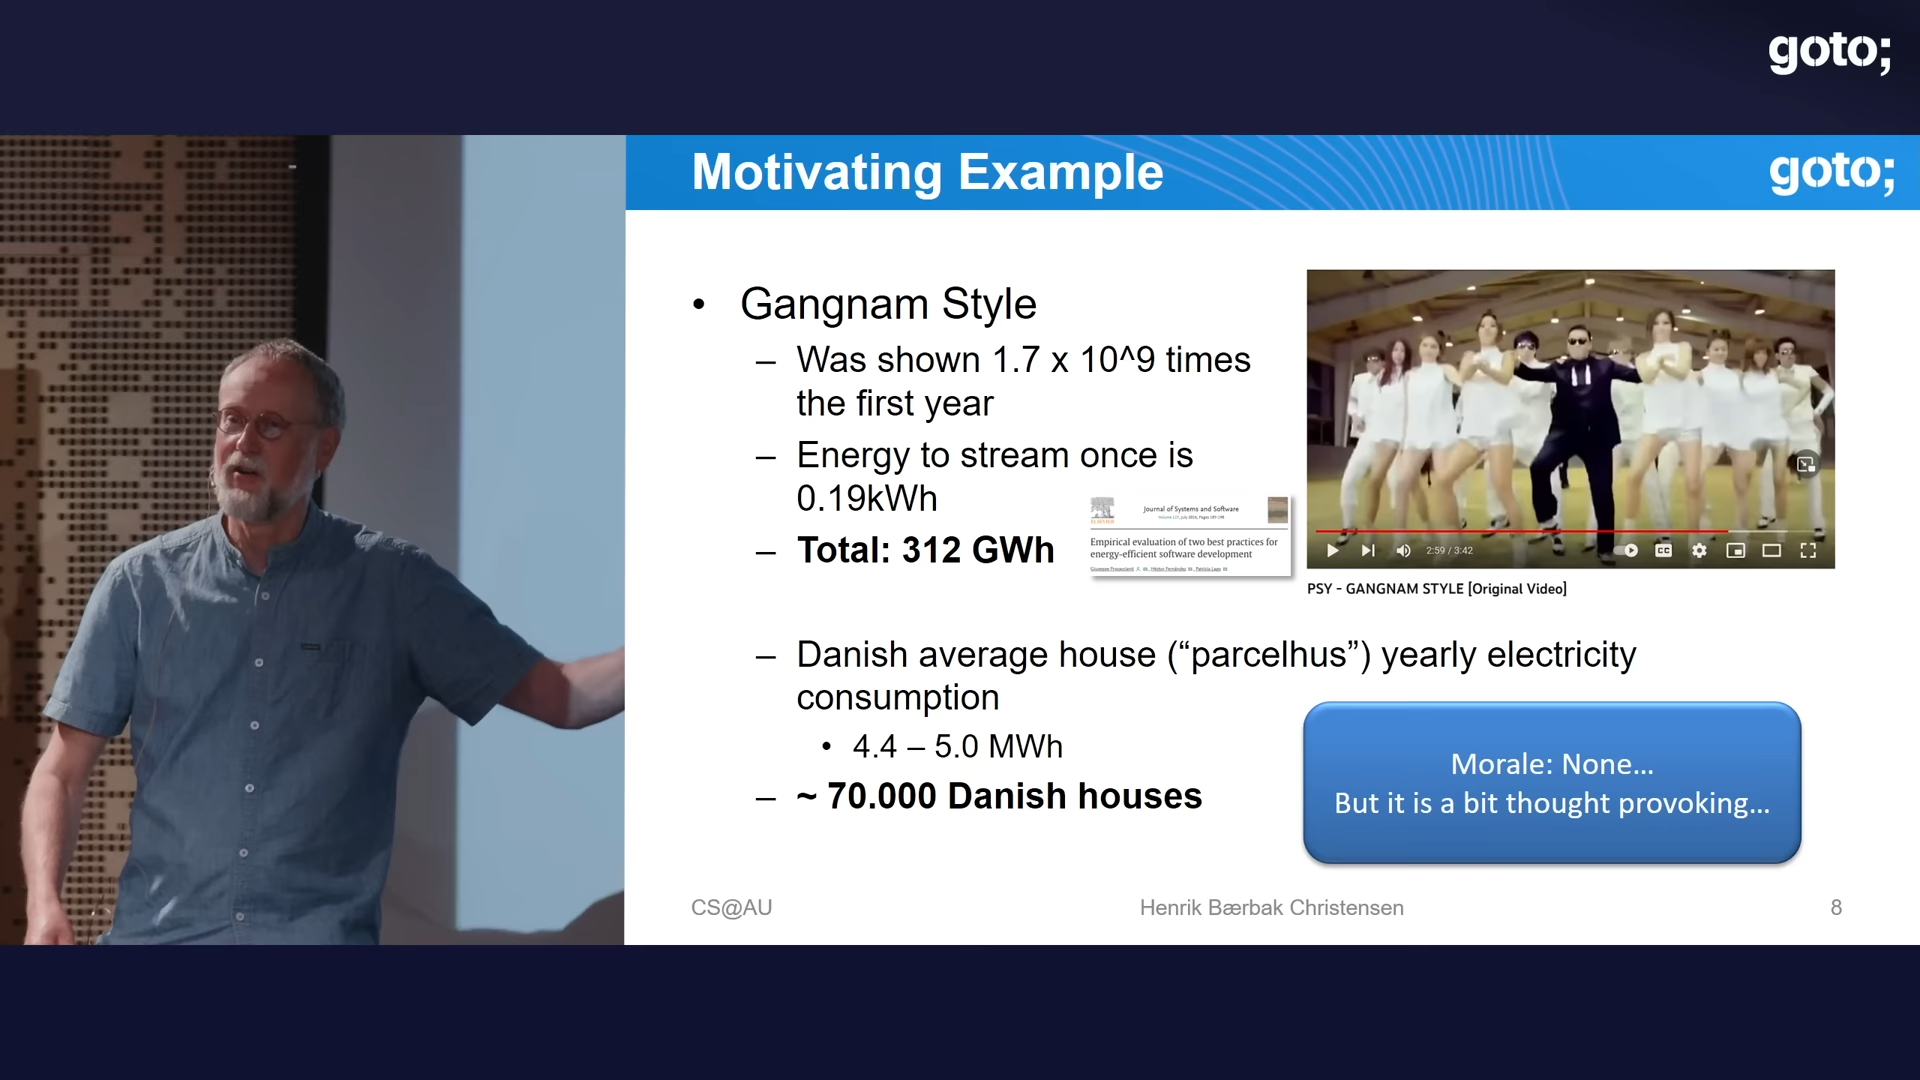 goto;
Motivating Example
goto;
• Gangnam Style
– Was shown 1.7 x 10^9 times
the first year
– Energy to stream once is
0.19kWh
– Total: 312 GWh
ELSEVIER
Journal of Systems and Software
Empirical evaluation of two best practices for
energy-efficient software development
2:59 / 3:42
CC
PSY - GANGNAM STYLE [Original Video]
– Danish average house (“parcelhus”) yearly electricity
consumption
• 4.4 – 5.0 MWh
– ~ 70.000 Danish houses
Morale: None...
But it is a bit thought provoking...
CS@AU
Henrik Bærbak Christensen
8